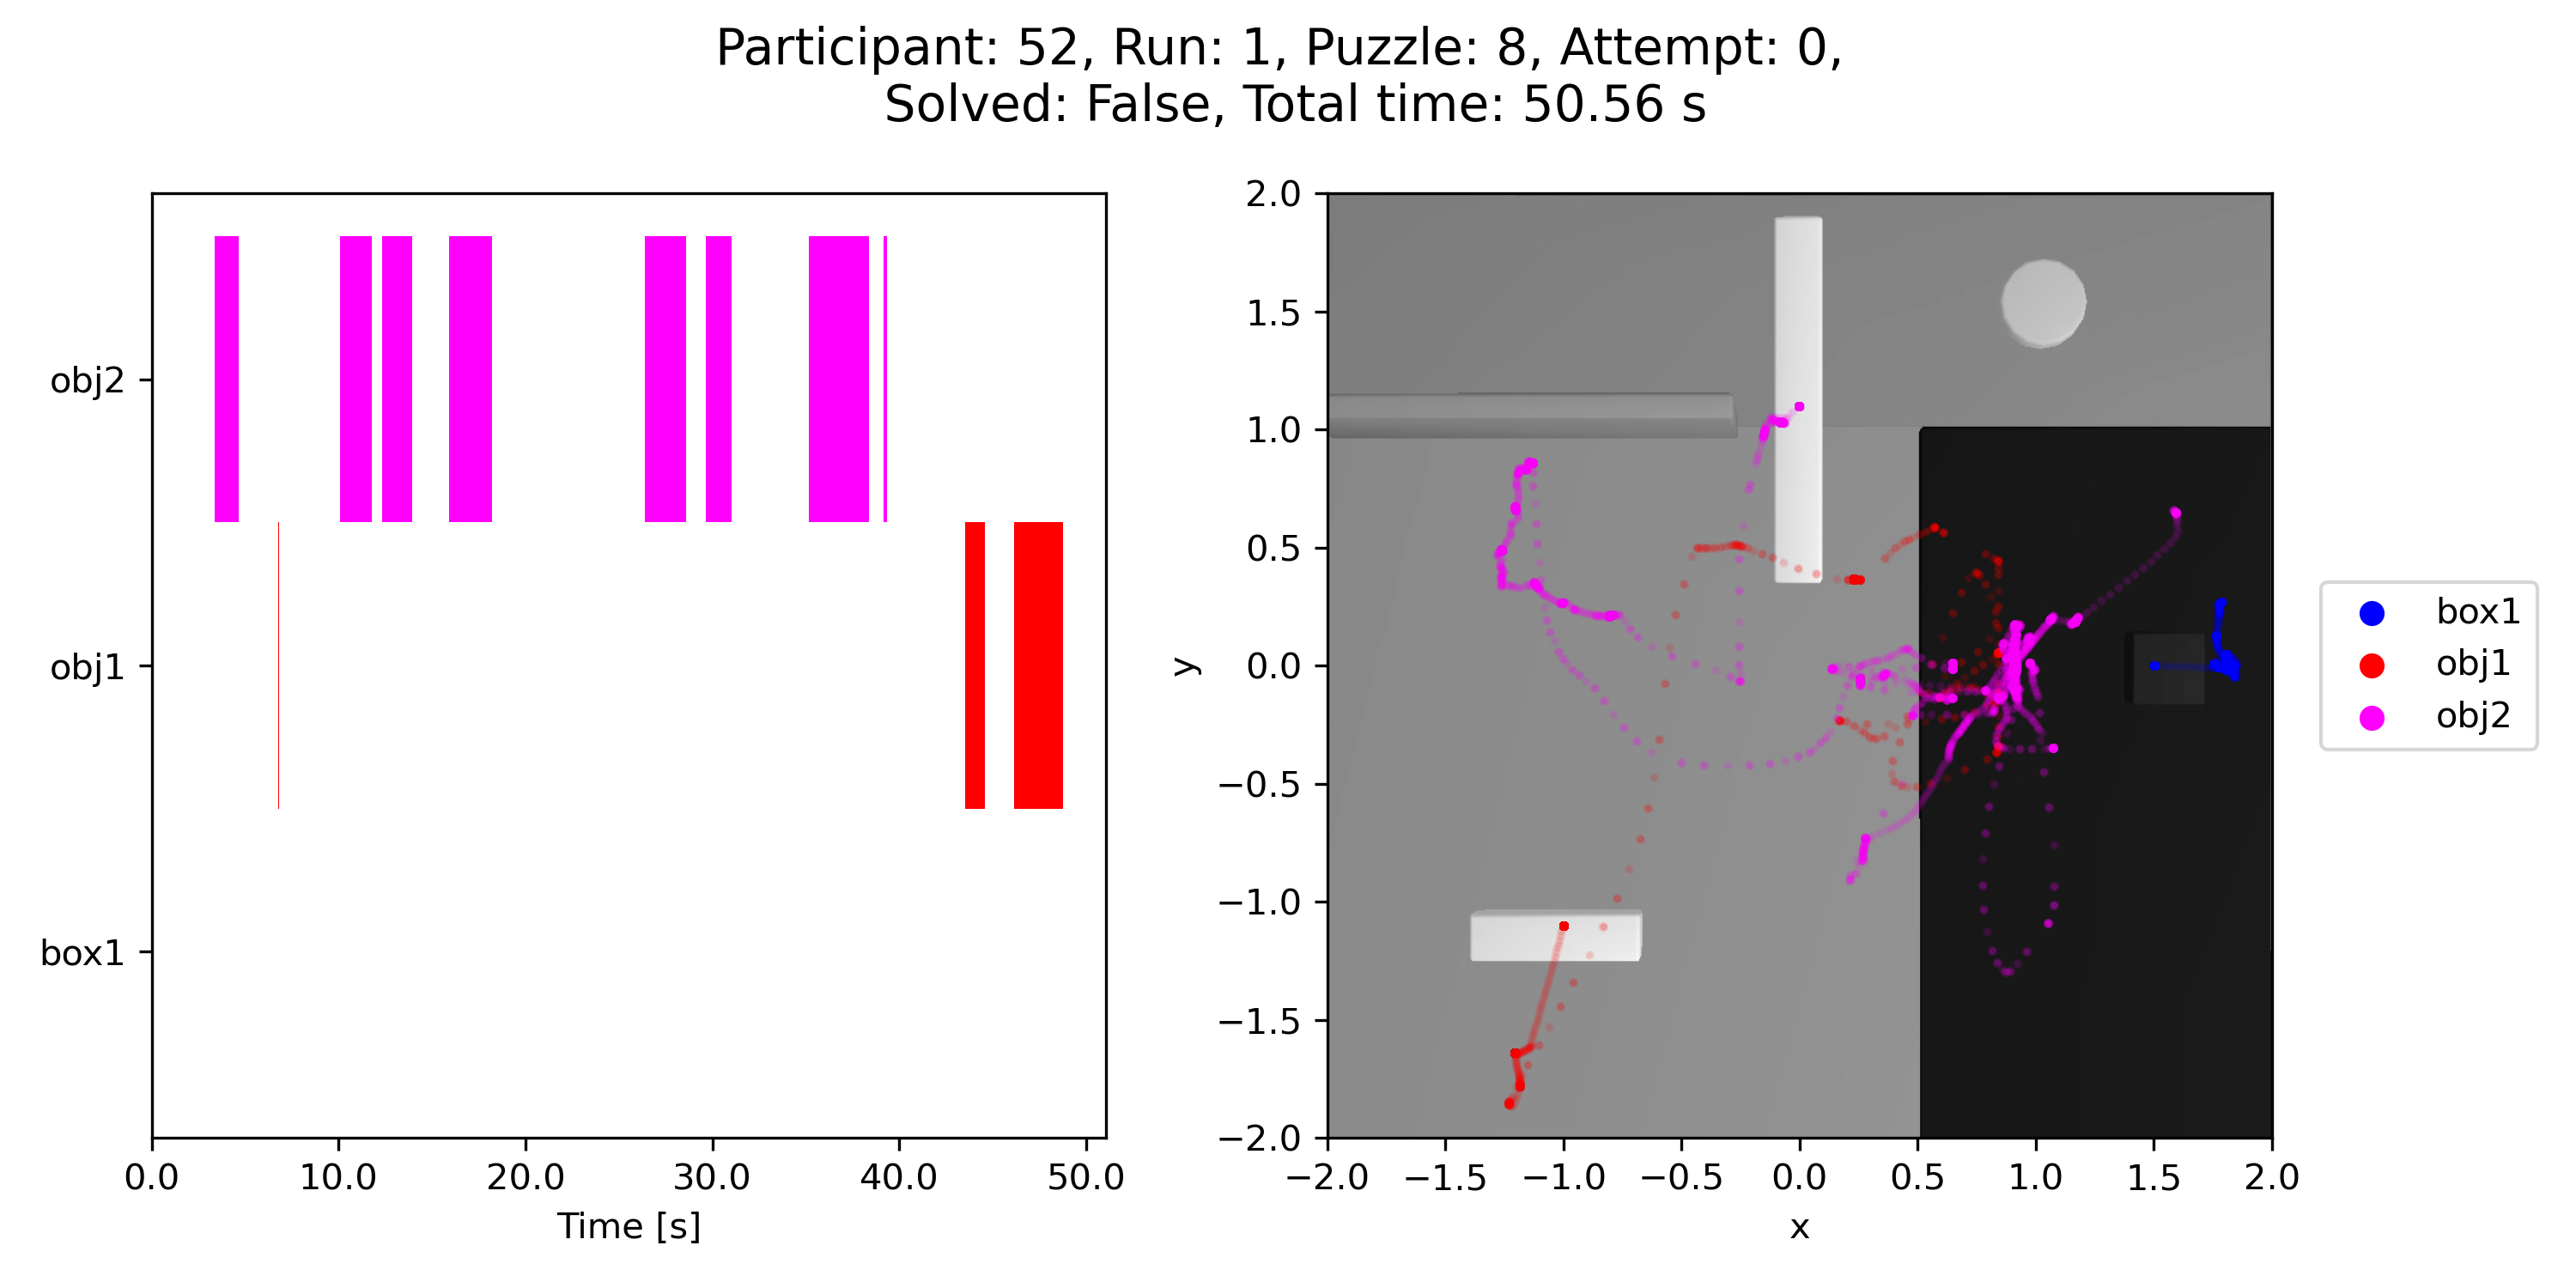 Participant: 52, Run: 1, Puzzle: 8, Attempt: 0,
Solved: False, Total time: 50.56 s
obj2
obj1
box1
0.0 10.0 20.0 30.0 40.0 50.0
Time [s]
2.0
1.5
1.0
0.5
0.0
−0.5
−1.0
−1.5
−2.0
y
−2.0 −1.5 −1.0 −0.5 0.0 0.5 1.0 1.5 2.0
x
box1
obj1
obj2